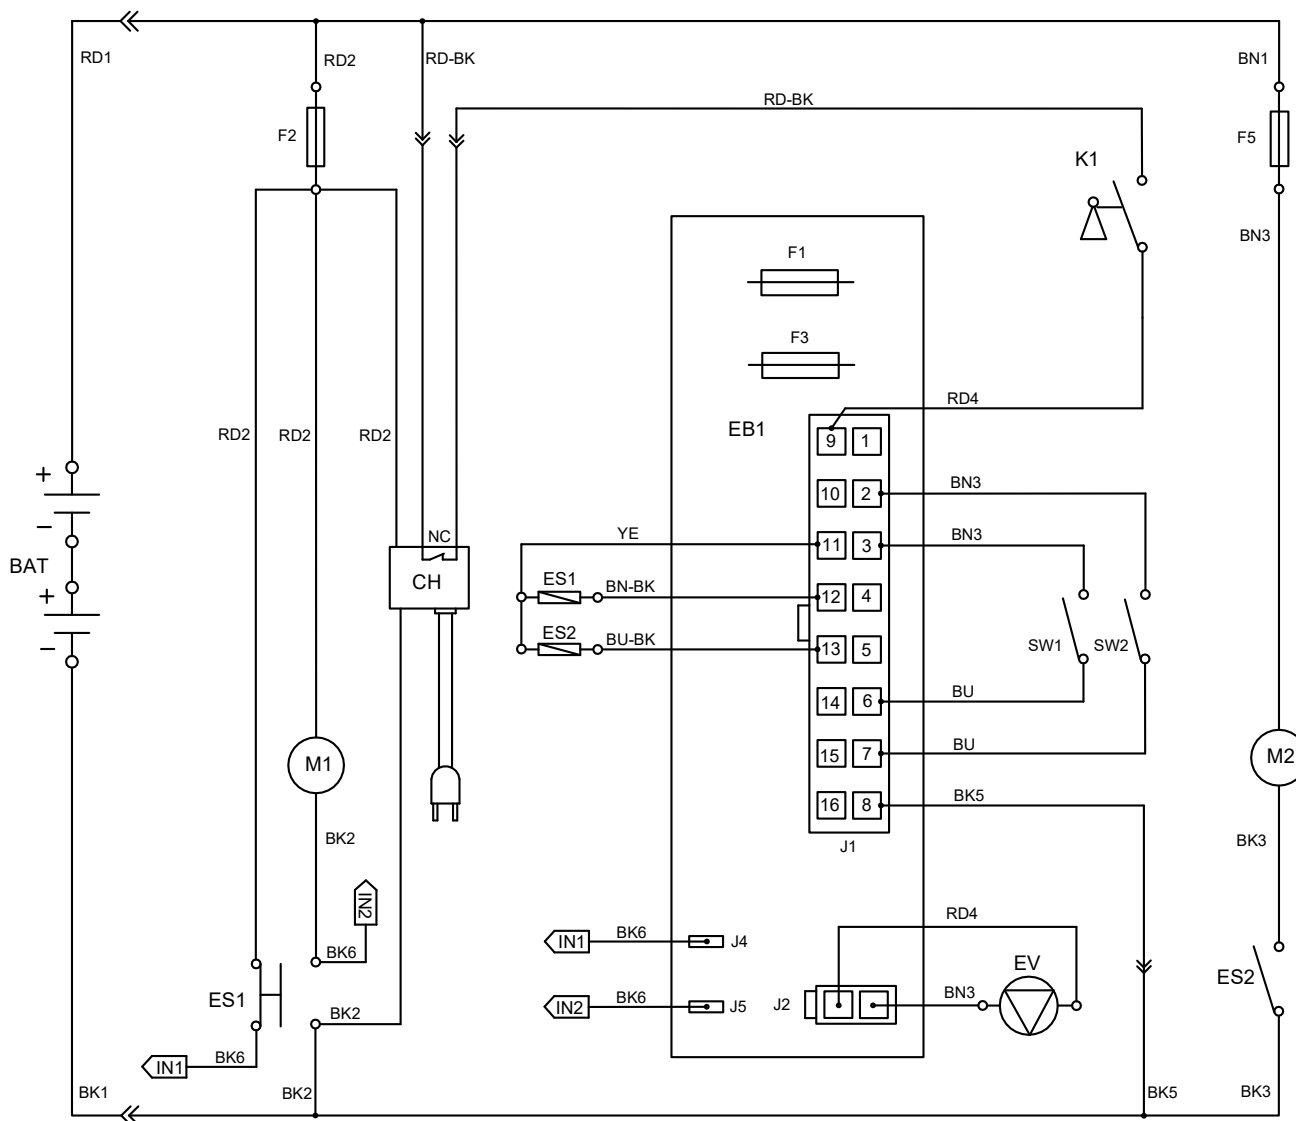 RD1
RD2
RD-BK
BN1
RD-BK
F2
F5
K1
BN3
F1
F3
RD4
EB1
RD2
RD2
RD2
9 1
10 2
BN3
+
−
BAT
+
−
NC
CH
YE
11 3
BN3
ES1
BN-BK
12 4
ES2
BU-BK
13 5
SW1
SW2
14 6
BU
15 7
BU
16 8
BK5
J1
M1
M2
BK2
BK3
IN2
BK6
IN1
BK6
J4
RD4
EV
ES1
ES2
IN2
BK6
J5
J2
BN3
BK2
IN1
BK6
BK1
BK2
BK5
BK3